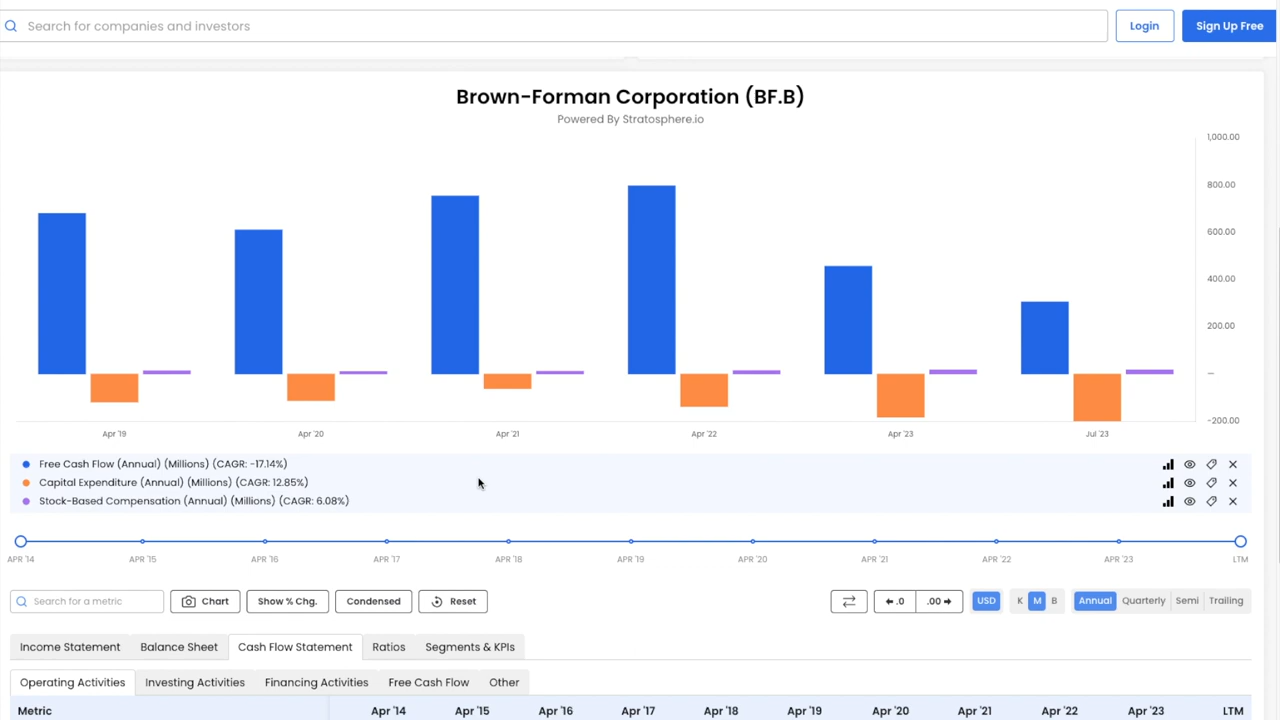 Search for companies and investors
Login
Sign Up Free
Brown-Forman Corporation (BF.B)
Powered By Stratosphere.io
1,000.00
800.00
600.00
400.00
200.00
—
-200.00
Apr '19 Apr '20 Apr '21 Apr '22 Apr '23 Jul '23
Free Cash Flow (Annual) (Millions) (CAGR: -17.14%)
Capital Expenditure (Annual) (Millions) (CAGR: 12.85%)
Stock-Based Compensation (Annual) (Millions) (CAGR: 6.08%)
APR '14 APR '15 APR '16 APR '17 APR '18 APR '19 APR '20 APR '21 APR '22 APR '23 LTM
Search for a metric Chart Show % Chg. Condensed Reset .0 .00 USD K M B Annual Quarterly Semi Trailing
Income Statement Balance Sheet Cash Flow Statement Ratios Segments & KPIs
Operating Activities Investing Activities Financing Activities Free Cash Flow Other
Metric Apr '14 Apr '15 Apr '16 Apr '17 Apr '18 Apr '19 Apr '20 Apr '21 Apr '22 Apr '23 LTM